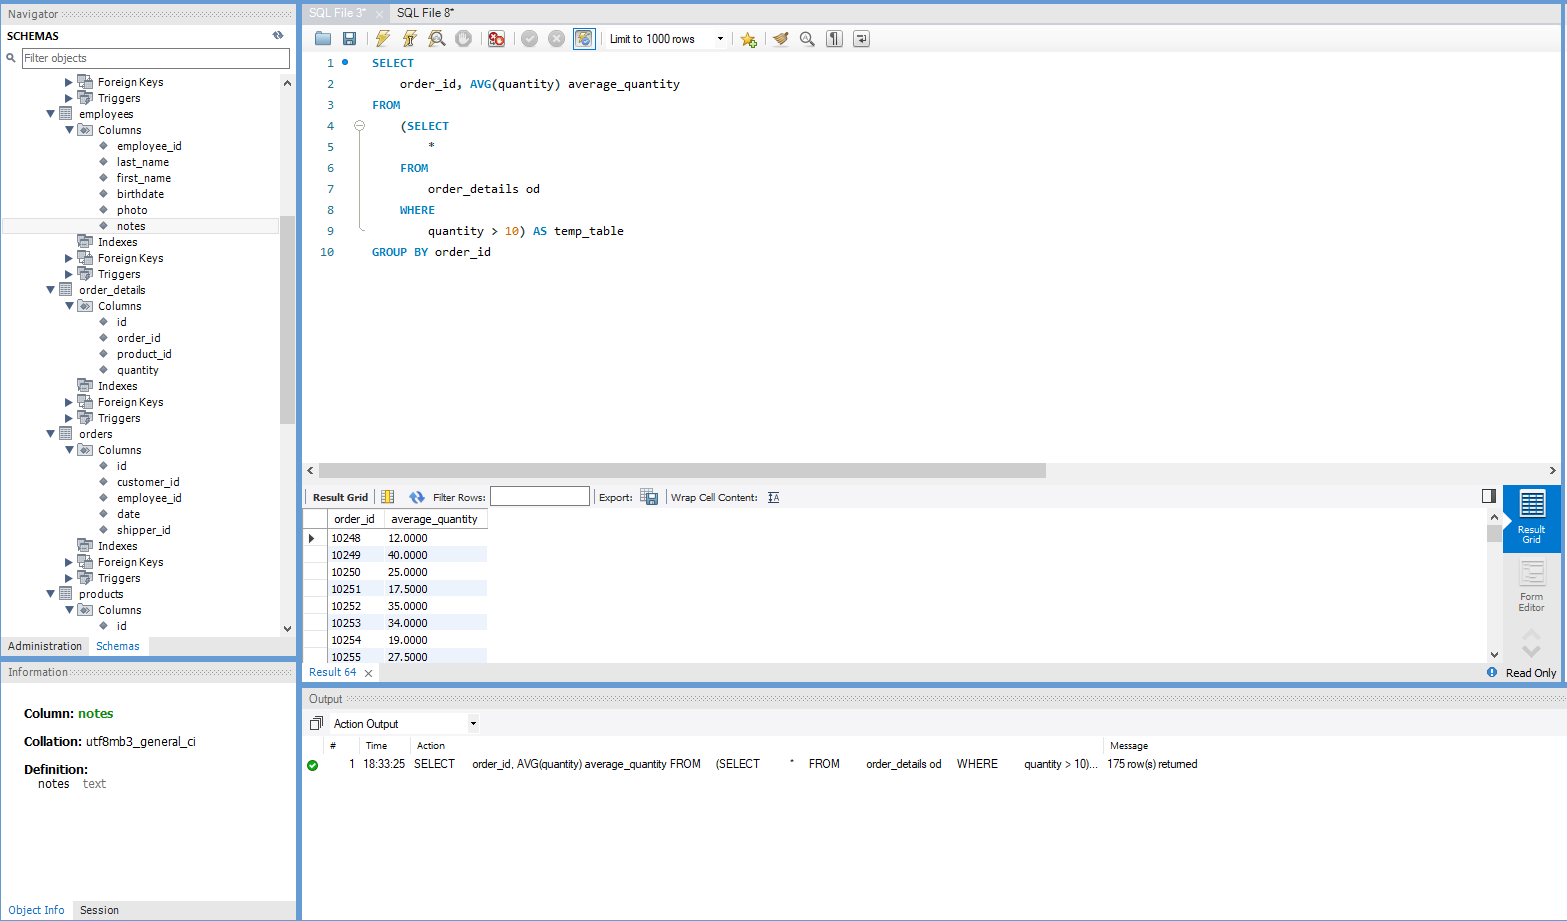 Navigator
SCHEMAS
Filter objects
Foreign Keys
Triggers
employees
Columns
employee_id
last_name
first_name
birthdate
photo
notes
Indexes
Foreign Keys
Triggers
order_details
Columns
id
order_id
product_id
quantity
Indexes
Foreign Keys
Triggers
orders
Columns
id
customer_id
employee_id
date
shipper_id
Indexes
Foreign Keys
Triggers
products
Columns
id
Administration Schemas
Information
Column: notes
Collation: utf8mb3_general_ci
Definition:
notes text
Object Info Session
SQL File 3* SQL File 8*
Limit to 1000 rows
1 SELECT
2 order_id, AVG(quantity) average_quantity
3 FROM
4 (SELECT
5 *
6 FROM
7 order_details od
8 WHERE
9 quantity > 10) AS temp_table
10 GROUP BY order_id
Result Grid Filter Rows: Export: Wrap Cell Content:
order_id average_quantity
10248 12.0000
10249 40.0000
10250 25.0000
10251 17.5000
10252 35.0000
10253 34.0000
10254 19.0000
10255 27.5000
Result Grid
Form Editor
Result 64
Read Only
Output
Action Output
# Time Action Message
1 18:33:25 SELECT order_id, AVG(quantity) average_quantity FROM (SELECT * FROM order_details od WHERE quantity > 10)... 175 row(s) returned